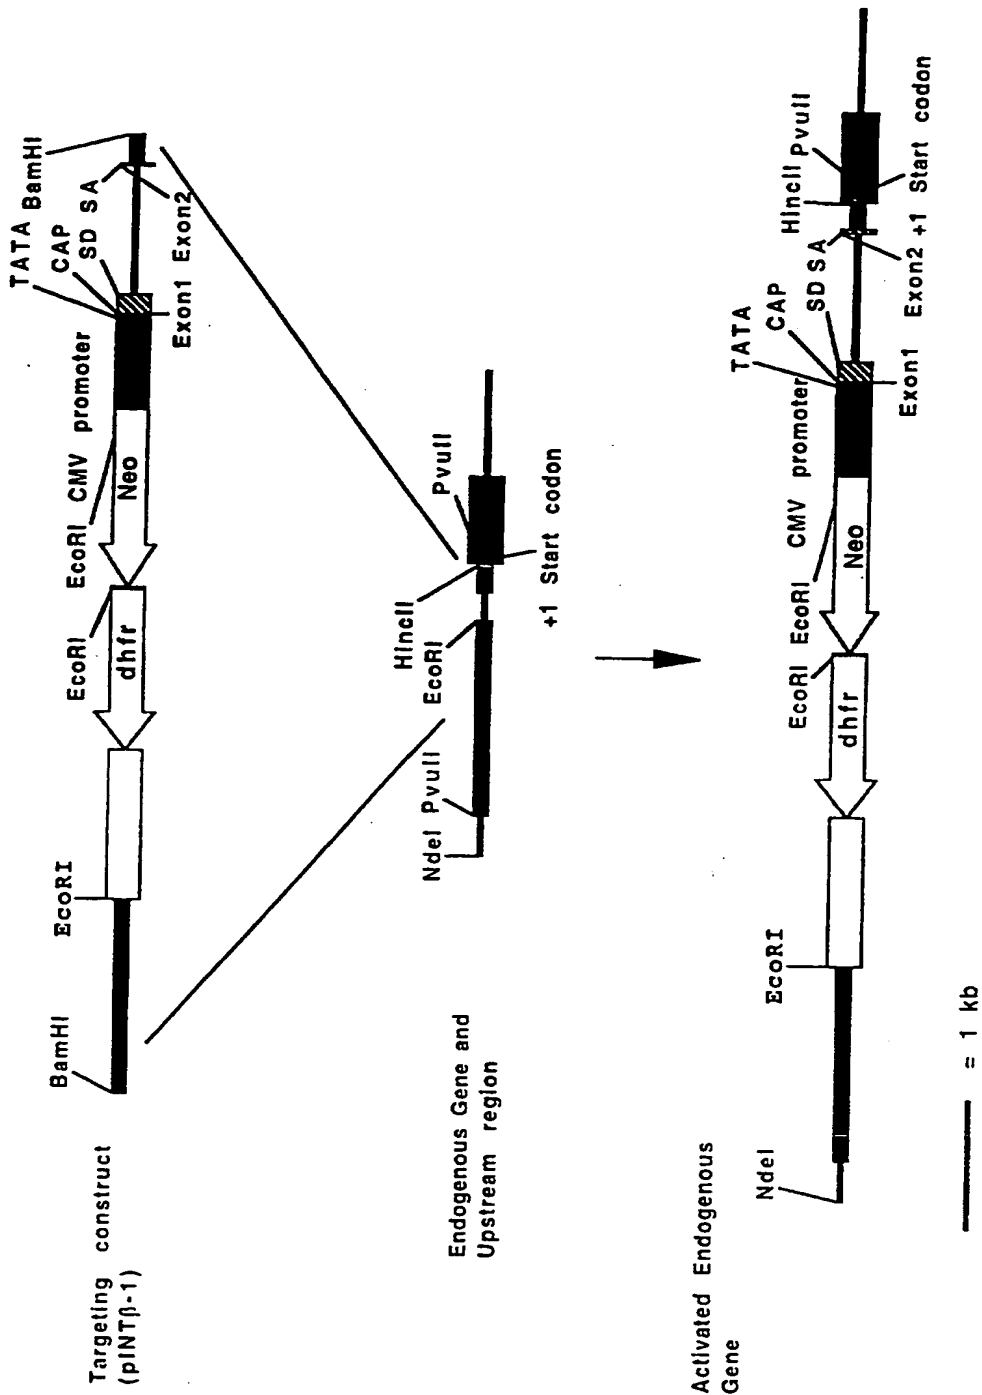 Targeting construct
(pINTβ-1)
BamHI
EcoRI
EcoRI
EcoRI
CMV promoter
TATA
CAP
SD
SA
BamHI
dhfr
Neo
Exon1
Exon2
Endogenous Gene and
Upstream region
NdeI
PvuII
EcoRI
HincII
PvuII
+1 Start codon
Activated Endogenous
Gene
NdeI
EcoRI
EcoRI
EcoRI
CMV promoter
TATA
CAP
SD
SA
HincII
PvuII
dhfr
Neo
Exon1
Exon2
+1 Start codon
= 1 kb